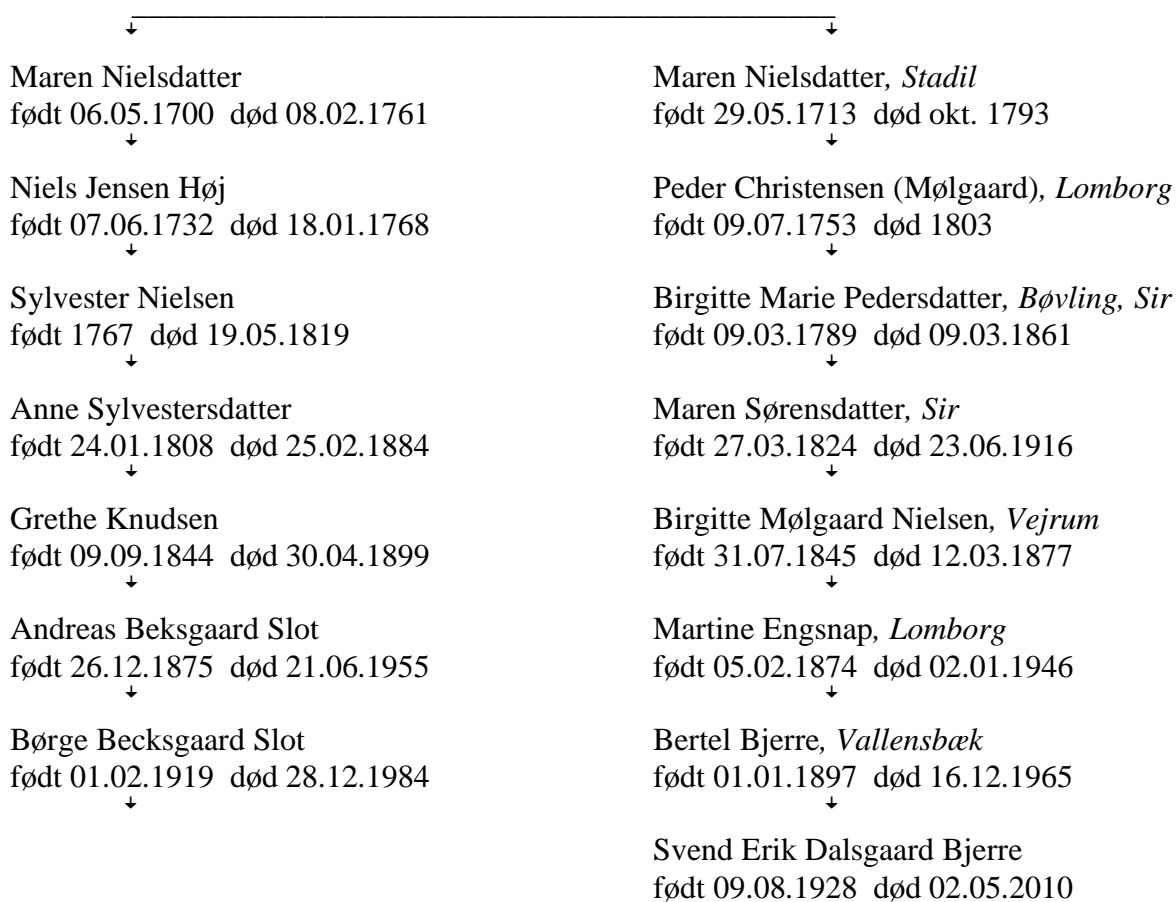 Maren Nielsdatter
født 06.05.1700 død 08.02.1761
Niels Jensen Høj
født 07.06.1732 død 18.01.1768
Sylvester Nielsen
født 1767 død 19.05.1819
Anne Sylvestersdatter
født 24.01.1808 død 25.02.1884
Grethe Knudsen
født 09.09.1844 død 30.04.1899
Andreas Beksgaard Slot
født 26.12.1875 død 21.06.1955
Børge Becksgaard Slot
født 01.02.1919 død 28.12.1984
Maren Nielsdatter, Stadil
født 29.05.1713 død okt. 1793
Peder Christensen (Mølgaard), Lomborg
født 09.07.1753 død 1803
Birgitte Marie Pedersdatter, Bøvling, Sir
født 09.03.1789 død 09.03.1861
Maren Sørensdatter, Sir
født 27.03.1824 død 23.06.1916
Birgitte Mølgaard Nielsen, Vejrum
født 31.07.1845 død 12.03.1877
Martine Engsnap, Lomborg
født 05.02.1874 død 02.01.1946
Bertel Bjerre, Vallensbæk
født 01.01.1897 død 16.12.1965
Svend Erik Dalsgaard Bjerre
født 09.08.1928 død 02.05.2010